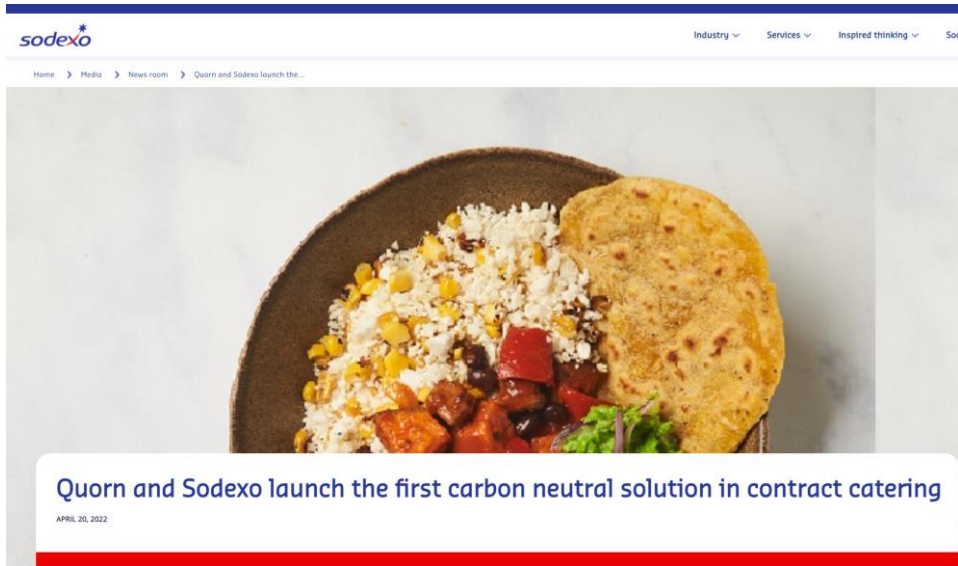 sodexo
Industry Services Inspired thinking
Home Media News room Quorn and Sodexo launch the...
Quorn and Sodexo launch the first carbon neutral solution in contract catering
APRIL 20, 2022